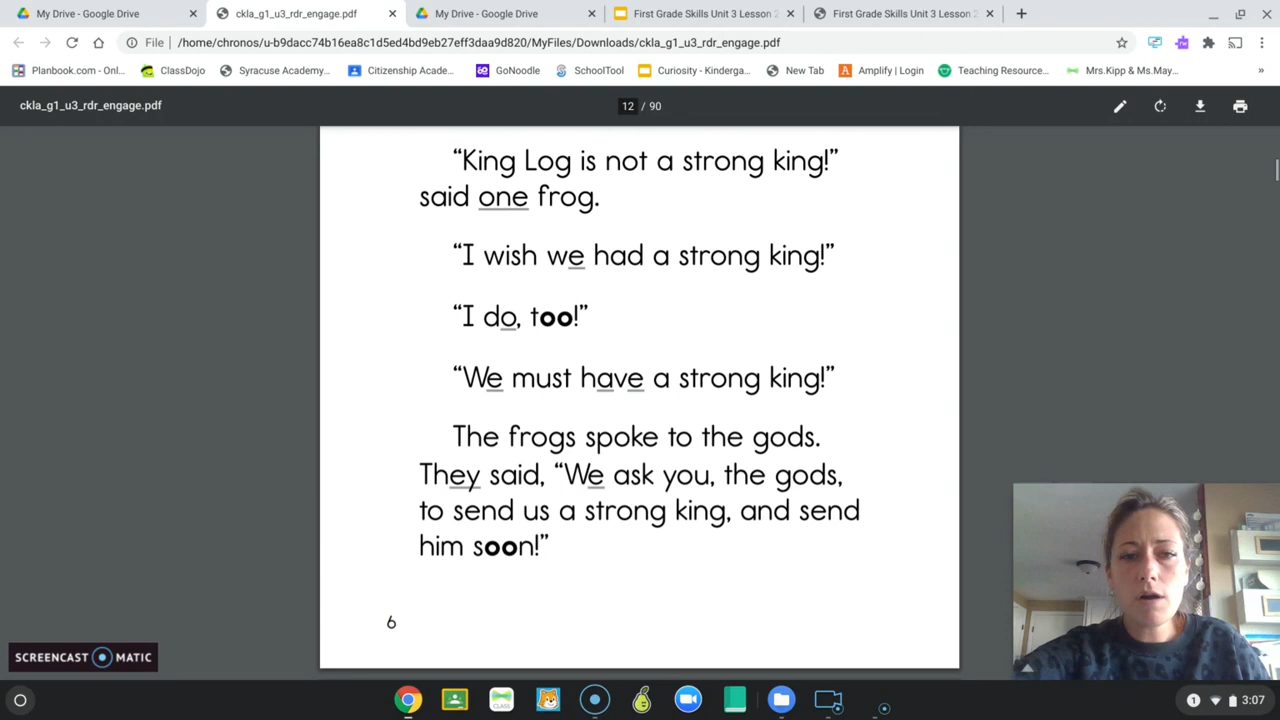 My Drive - Google Drive
ckla_g1_u3_rdr_engage.pdf
My Drive - Google Drive
First Grade Skills Unit 3 Lesson 2
First Grade Skills Unit 3 Lesson 2
File | /home/chronos/u-b9dacc74b16ea8c1d5ed4bd9eb27eff3daa9d820/MyFiles/Downloads/ckla_g1_u3_rdr_engage.pdf
Planbook.com - Onl...
ClassDojo
Syracuse Academy...
Citizenship Acade...
GoNoodle
SchoolTool
Curiosity - Kinderga...
New Tab
Amplify | Login
Teaching Resource...
Mrs.Kipp & Ms.May...
»
ckla_g1_u3_rdr_engage.pdf
12 / 90
“King Log is not a strong king!”
said one frog.
“I wish we had a strong king!”
“I do, too!”
“We must have a strong king!”
The frogs spoke to the gods.
They said, “We ask you, the gods,
to send us a strong king, and send
him soon!”
6
SCREENCAST MATIC
CLASS
1
3:07